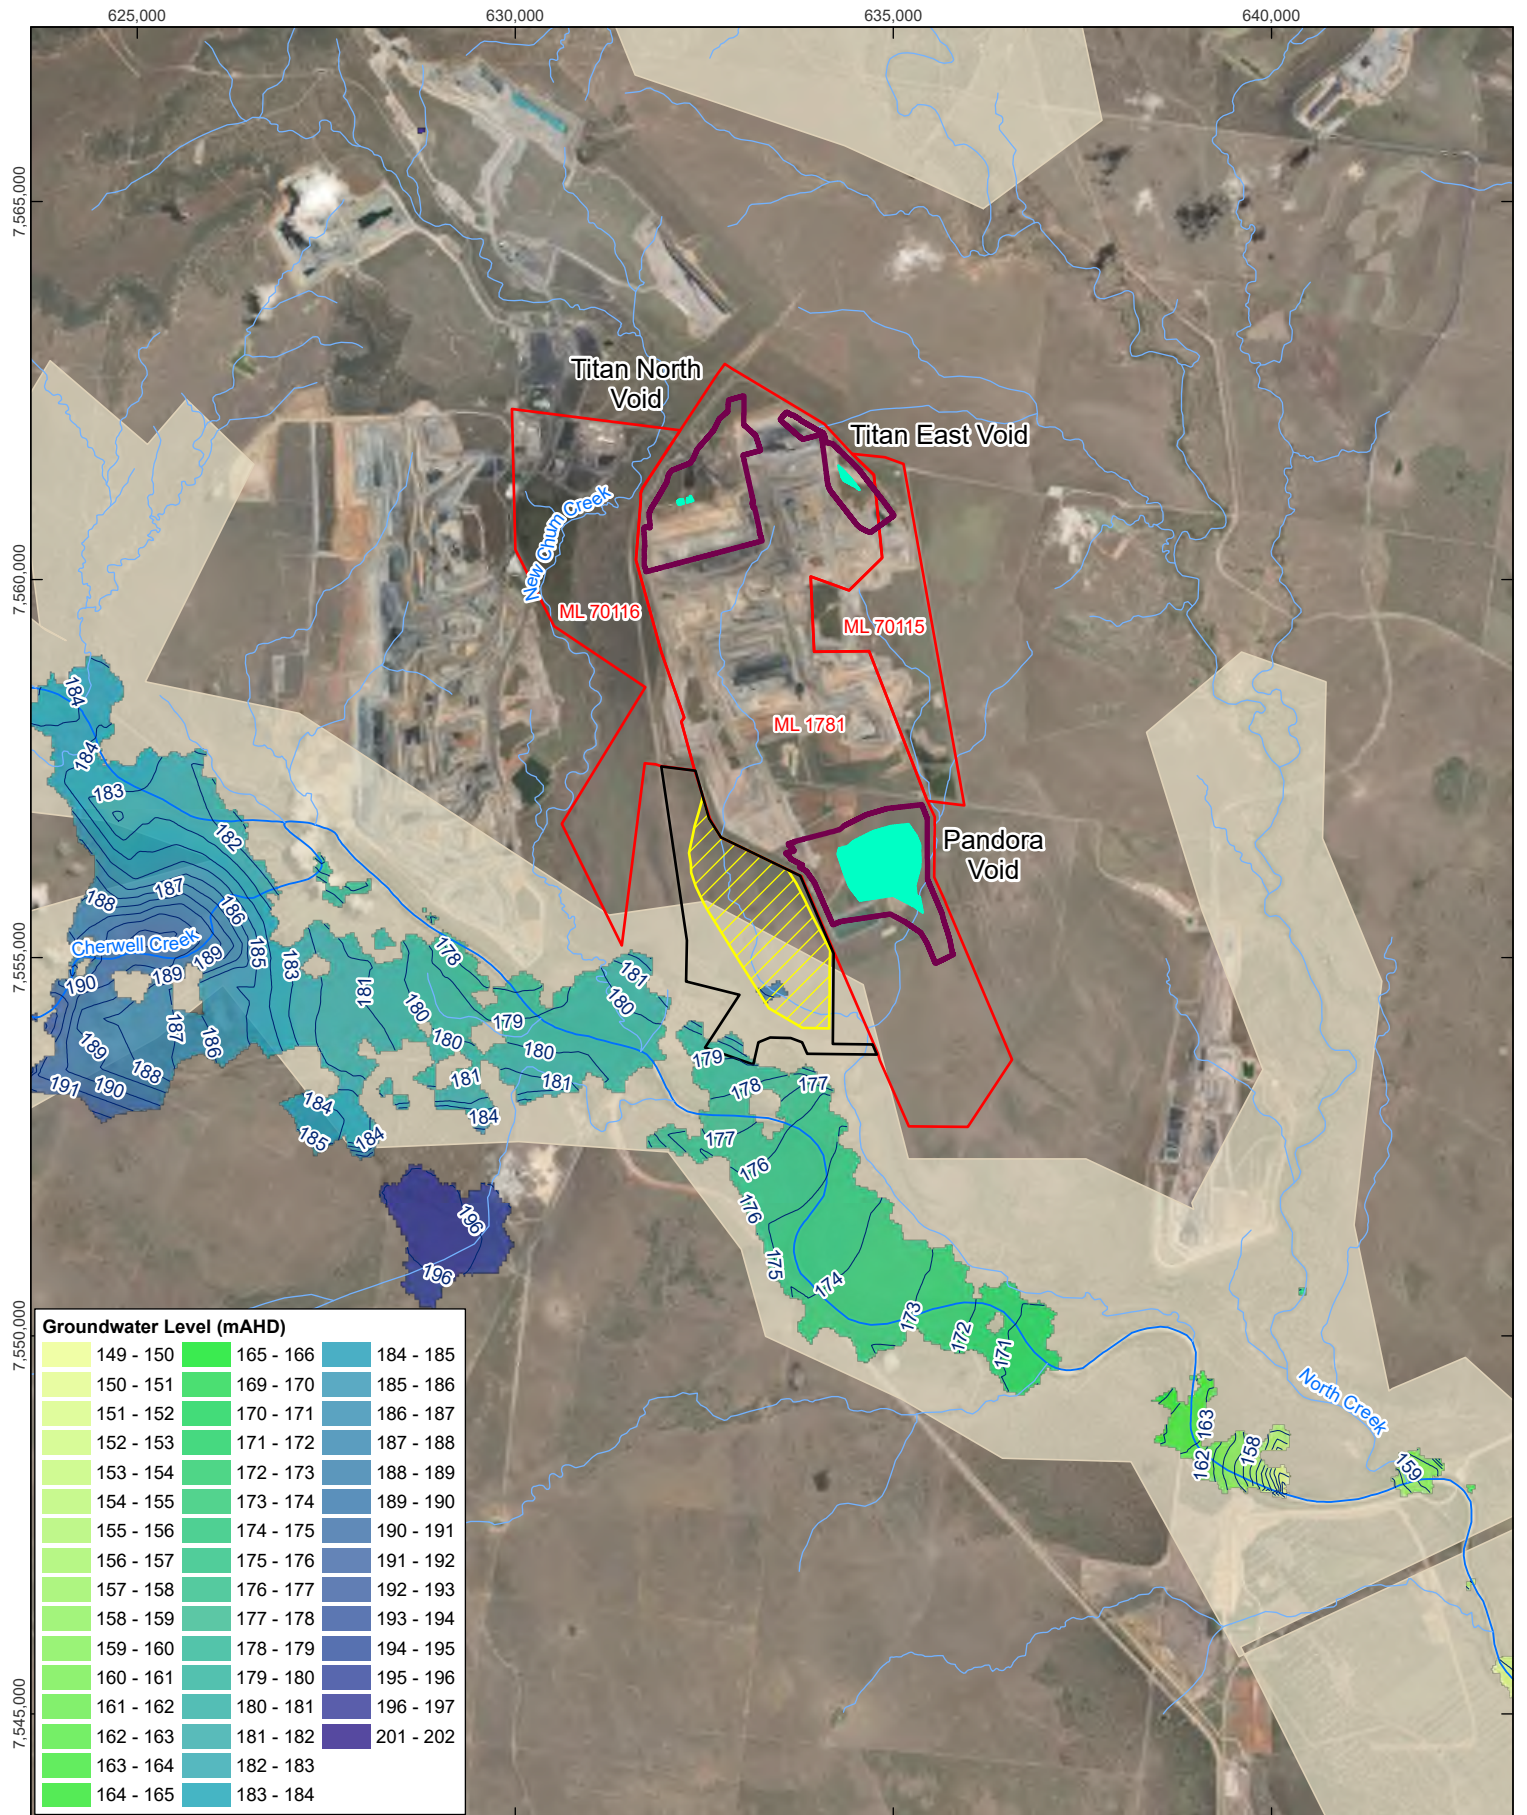 625,000
630,000
635,000
640,000
7,565,000
7,560,000
7,555,000
7,550,000
7,545,000
Titan North
Void
Titan East Void
New Chum Creek
ML 70116
ML 70115
ML 1781
Pandora
Void
184
184
183
182
187
188
186
Cherwell Creek
189
189
190
185
183
181
178
180
179
180
180
181
181
181
180
187
186
189
188
190
191
184
185
184
184
179
178
177
177
176
176
175
174
173
172
171
196
196
North Creek
163
162
158
159
Groundwater Level (mAHD)
149 - 150
150 - 151
151 - 152
152 - 153
153 - 154
154 - 155
155 - 156
156 - 157
157 - 158
158 - 159
159 - 160
160 - 161
161 - 162
162 - 163
163 - 164
164 - 165
165 - 166
169 - 170
170 - 171
171 - 172
172 - 173
173 - 174
174 - 175
175 - 176
176 - 177
177 - 178
178 - 179
179 - 180
180 - 181
181 - 182
182 - 183
183 - 184
184 - 185
185 - 186
186 - 187
187 - 188
188 - 189
189 - 190
190 - 191
191 - 192
192 - 193
193 - 194
194 - 195
195 - 196
196 - 197
201 - 202